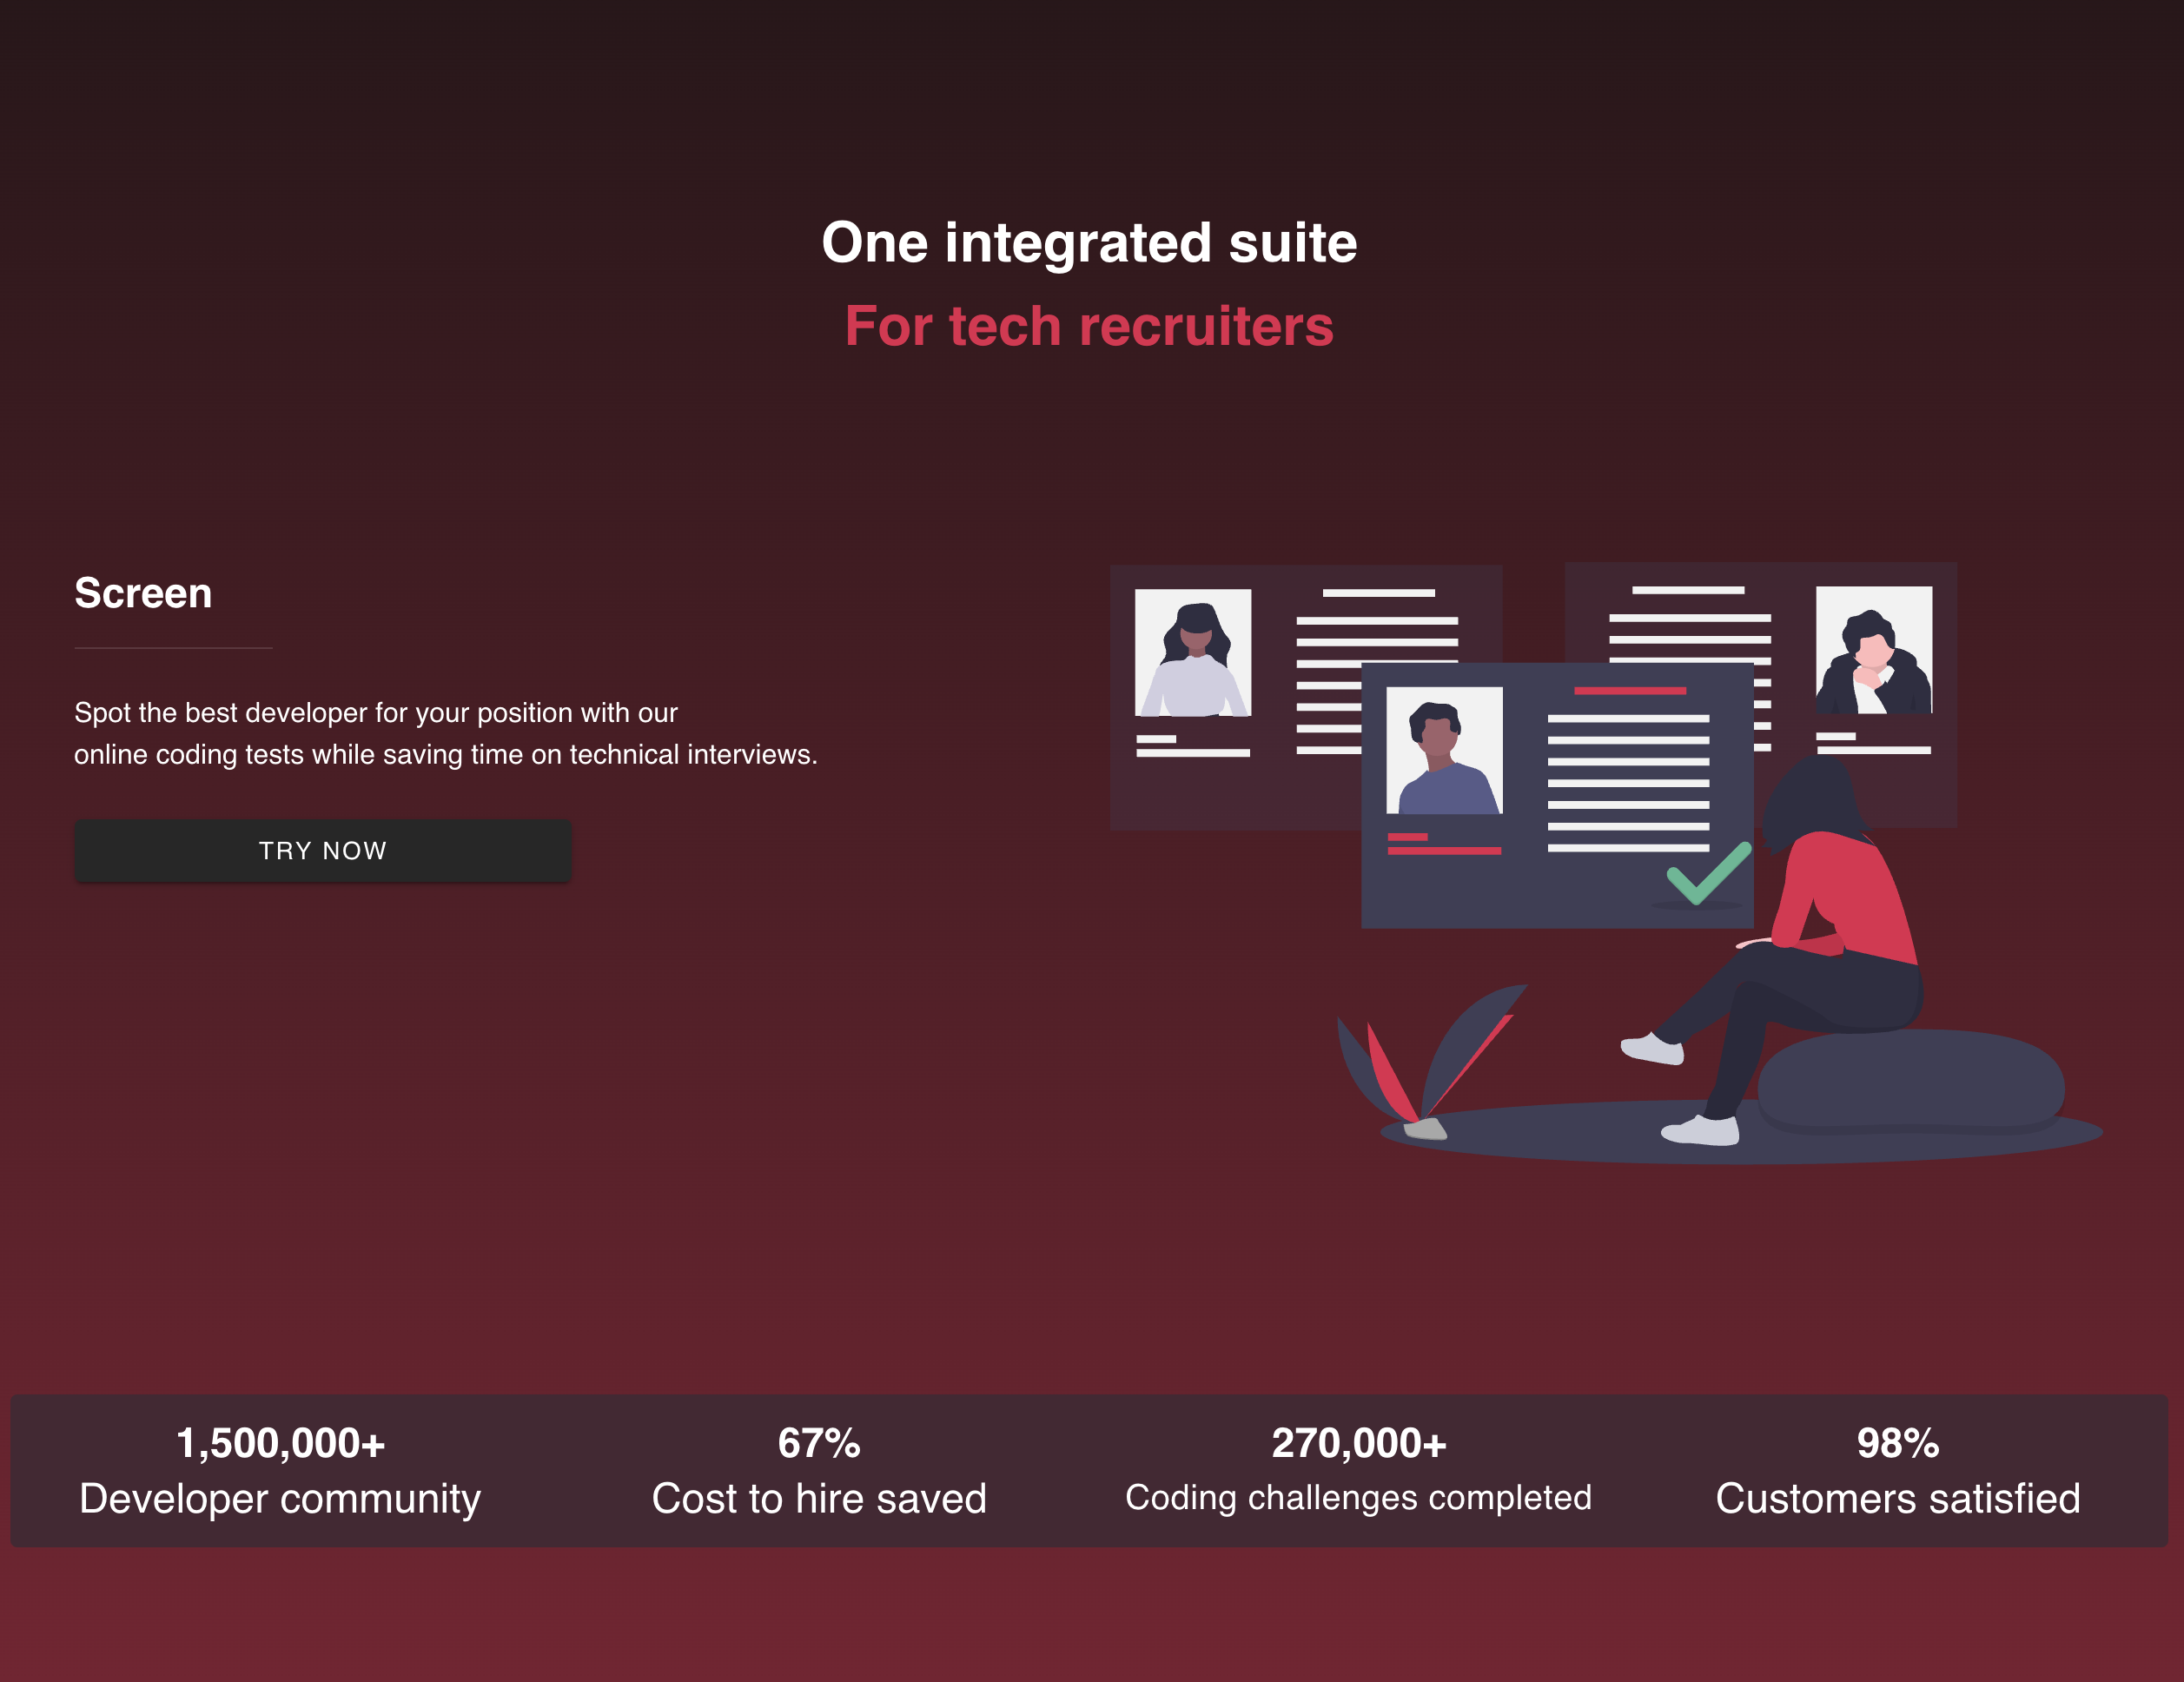 One integrated suite
For tech recruiters
Screen
Spot the best developer for your position with our
online coding tests while saving time on technical interviews.
TRY NOW
1,500,000+
Developer community
67%
Cost to hire saved
270,000+
Coding challenges completed
98%
Customers satisfied